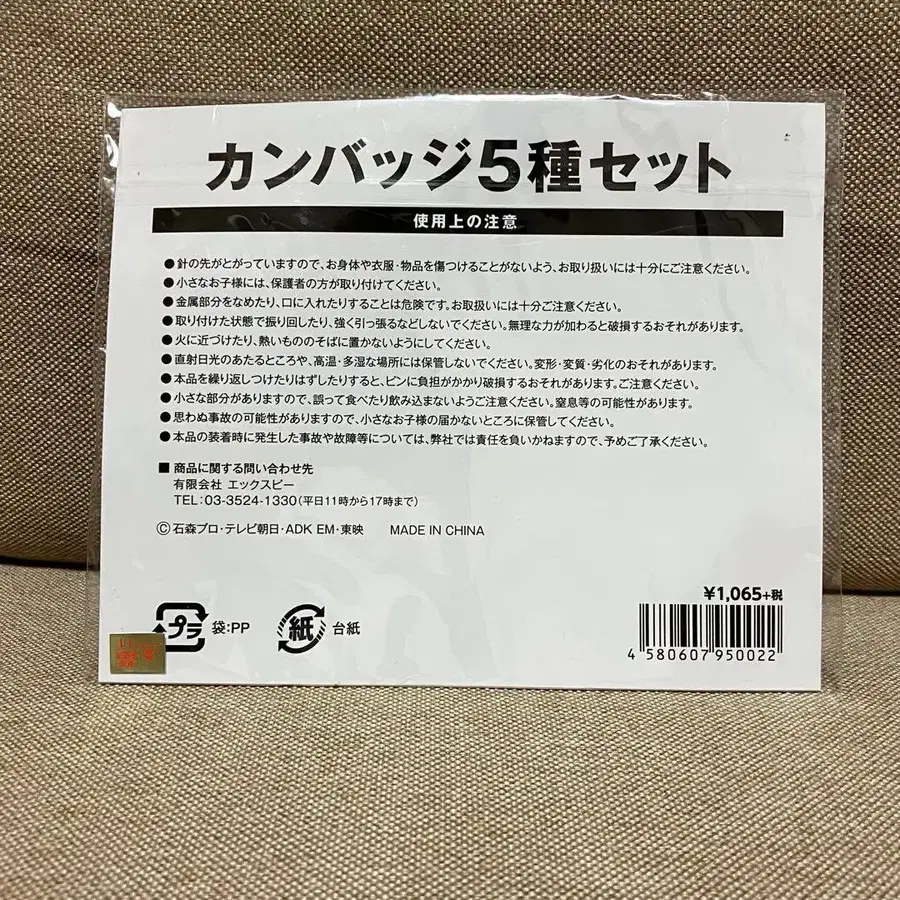 カンバッジ5種セット
使用上の注意
●針の先がとがっていますので、お身体や衣服・物品を傷つけることがないよう、お取り扱いには十分にご注意ください。
●小さなお子様には、保護者の方が取り付けてください。
●金属部分をなめたり、口に入れたりすることは危険です。お取扱いには十分ご注意ください。
●取り付けた状態で振り回したり、強く引っ張るなどしないでください。無理な力が加わると破損するおそれがあります。
●火に近づけたり、熱いもののそばに置かないようにしてください。
●直射日光のあたるところや、高温・多湿な場所には保管しないでください。変形・変質・劣化のおそれがあります。
●本品を繰り返しつけたりはずしたりすると、ピンに負担がかかり破損するおそれがあります。ご注意ください。
●小さな部分がありますので、誤って食べたり飲み込まないようご注意ください。窒息等の可能性があります。
●思わぬ事故の可能性がありますので、小さなお子様の届かないところに保管してください。
●本品の装着時に発生した事故や故障等については、弊社では責任を負いかねますので、予めご了承ください。
■ 商品に関する問い合わせ先
有限会社 エックスビー
TEL:03-3524-1330(平日11時から17時まで)
©石森プロ・テレビ朝日・ADK EM・東映 MADE IN CHINA
¥1,065+税
プラ 袋:PP 紙 台紙
4 580607 950022